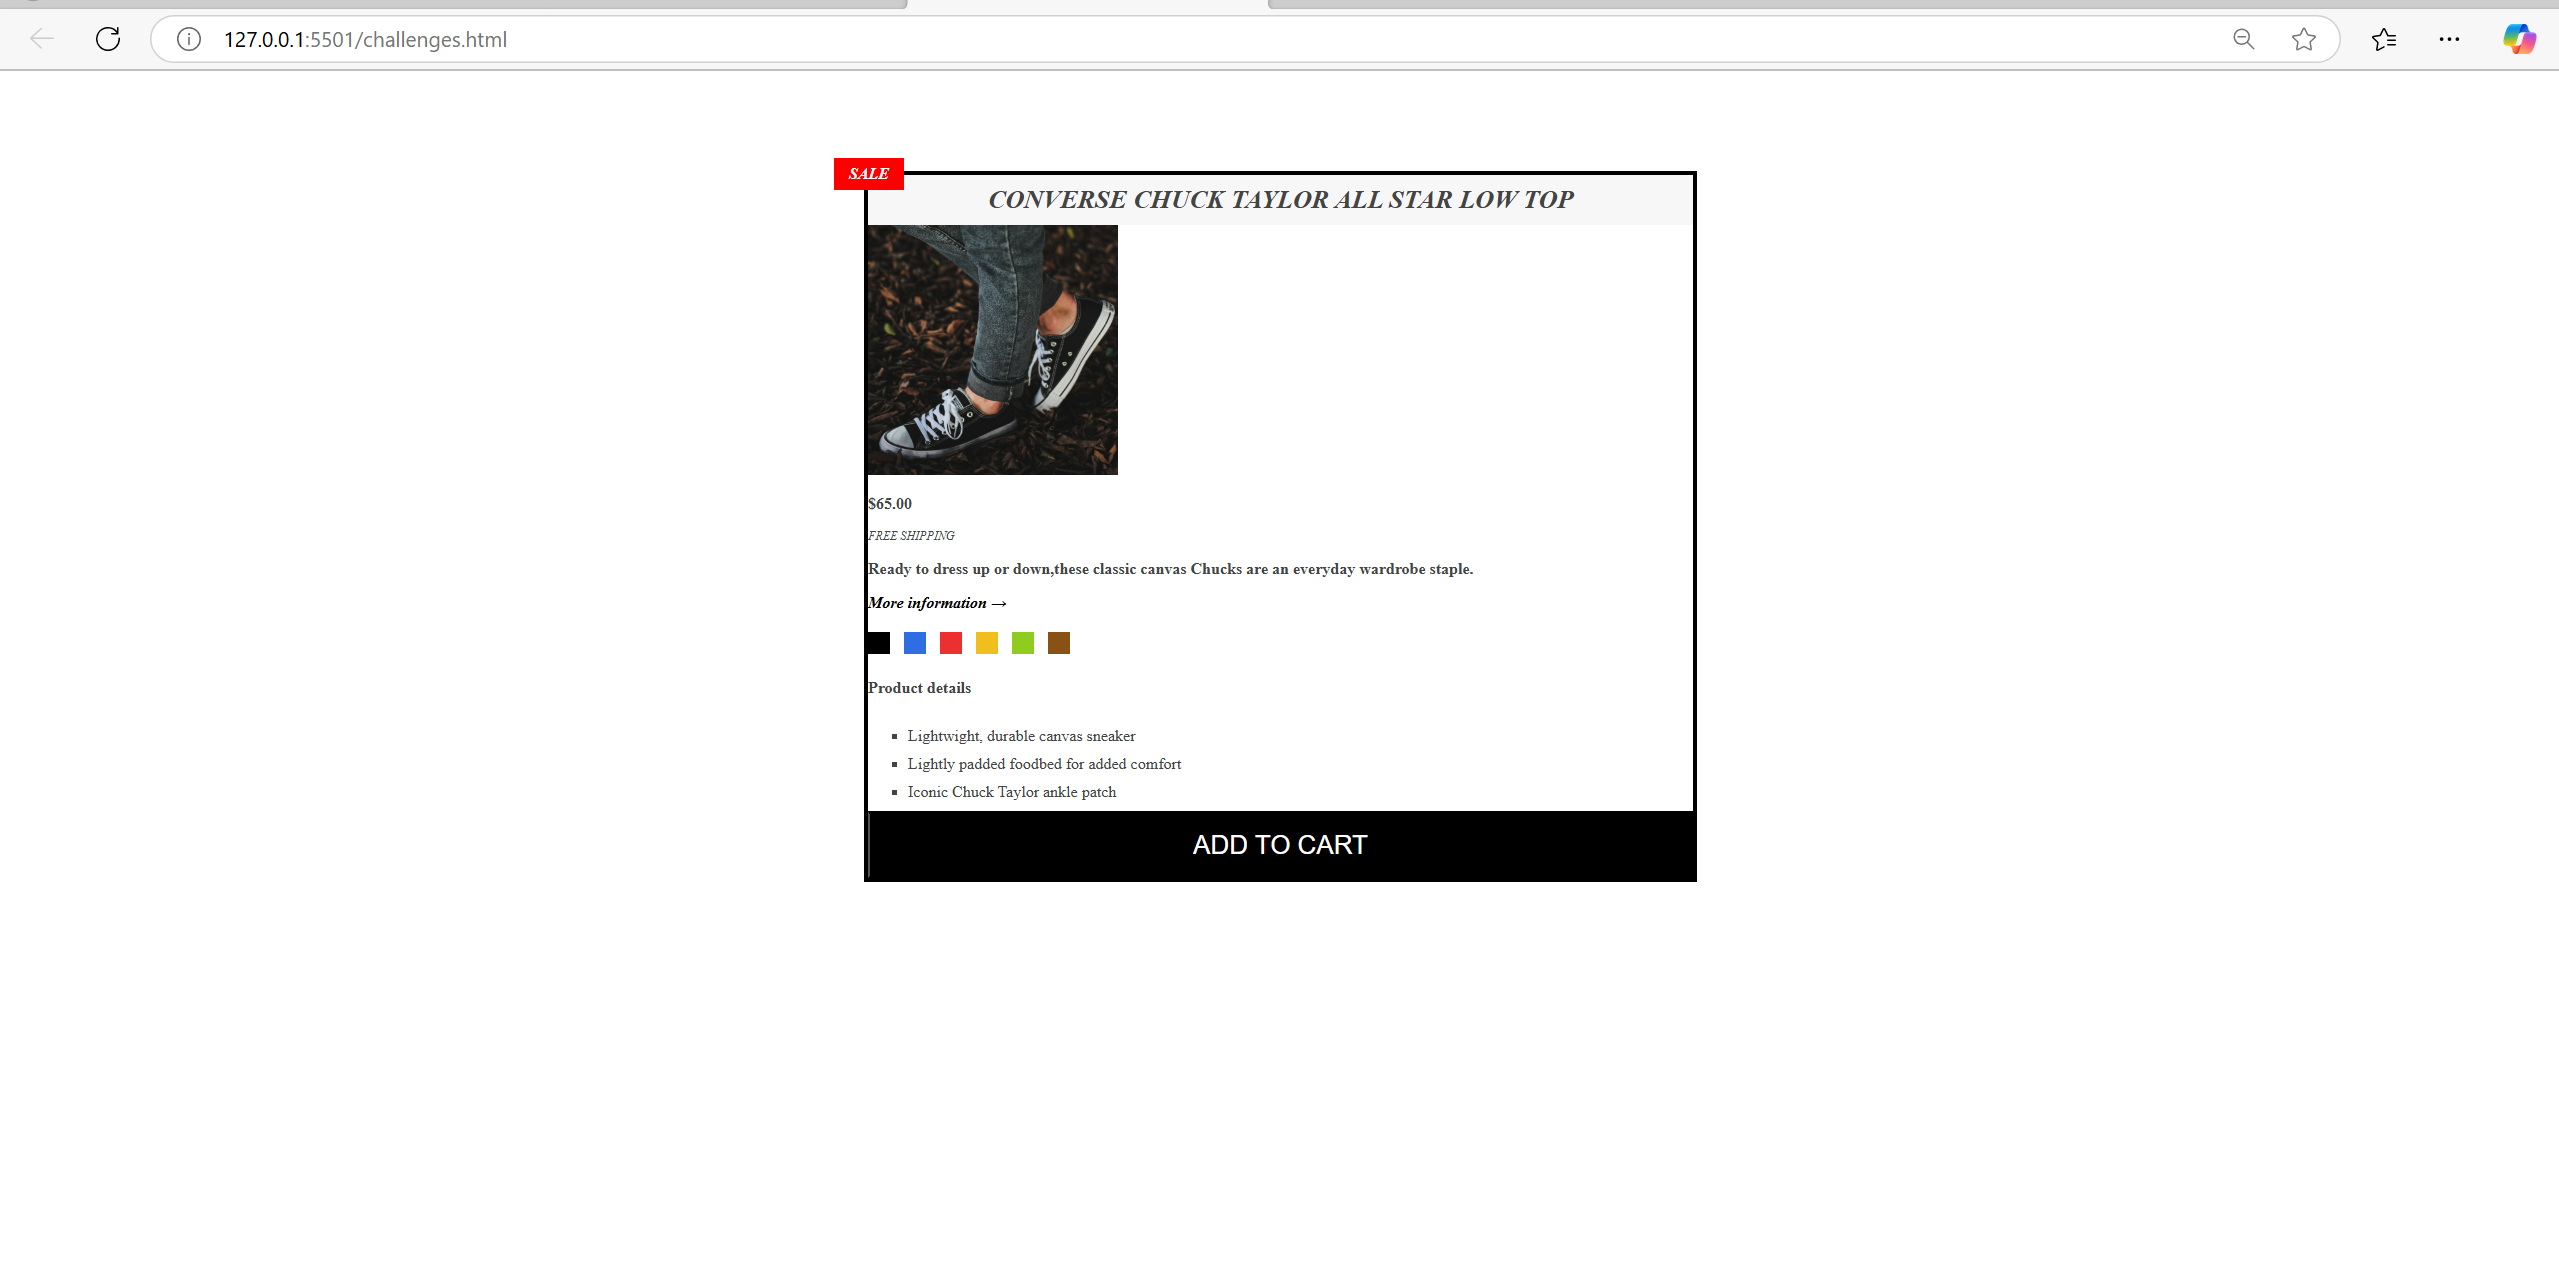 127.0.0.1:5501/challenges.html
SALE
CONVERSE CHUCK TAYLOR ALL STAR LOW TOP
$65.00
FREE SHIPPING
Ready to dress up or down,these classic canvas Chucks are an everyday wardrobe staple.
More information →
Product details
Lightwight, durable canvas sneaker
Lightly padded foodbed for added comfort
Iconic Chuck Taylor ankle patch
ADD TO CART